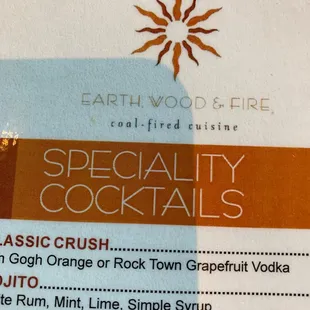 EARTH, WOOD & FIRE
coal-fired cuisine
SPECIALITY
COCKTAILS
LASSIC CRUSH
n Gogh Orange or Rock Town Grapefruit Vodka
OJITO
te Rum, Mint, Lime, Simple Syrup